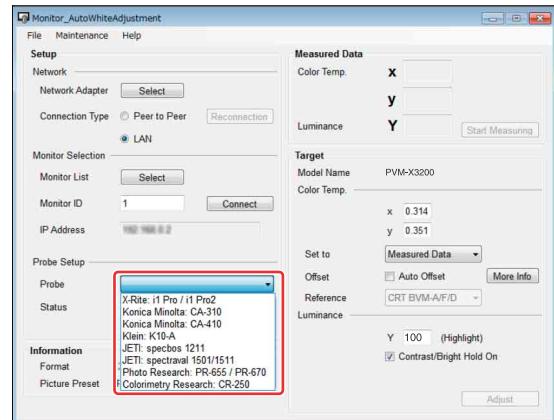 Monitor_AutoWhiteAdjustment
File Maintenance Help
Setup
Network
Network Adapter Select
Connection Type Peer to Peer Reconnection
LAN
Monitor Selection
Monitor List Select
Monitor ID 1 Connect
IP Address
Probe Setup
Probe
Status
X-Rite: i1 Pro / i1 Pro2
Konica Minolta: CA-310
Konica Minolta: CA-410
Klein: K10-A
JETI: specbos 1211
JETI: spectraval 1501/1511
Photo Research: PR-655 / PR-670
Colorimetry Research: CR-250
Information
Format
Picture Preset
Measured Data
Color Temp. x
y
Luminance Y Start Measuring
Target
Model Name PVM-X3200
Color Temp.
x 0.314
y 0.351
Set to Measured Data
Offset Auto Offset More Info
Reference CRT BVM-A/F/D
Luminance
Y 100 (Highlight)
Contrast/Bright Hold On
Adjust